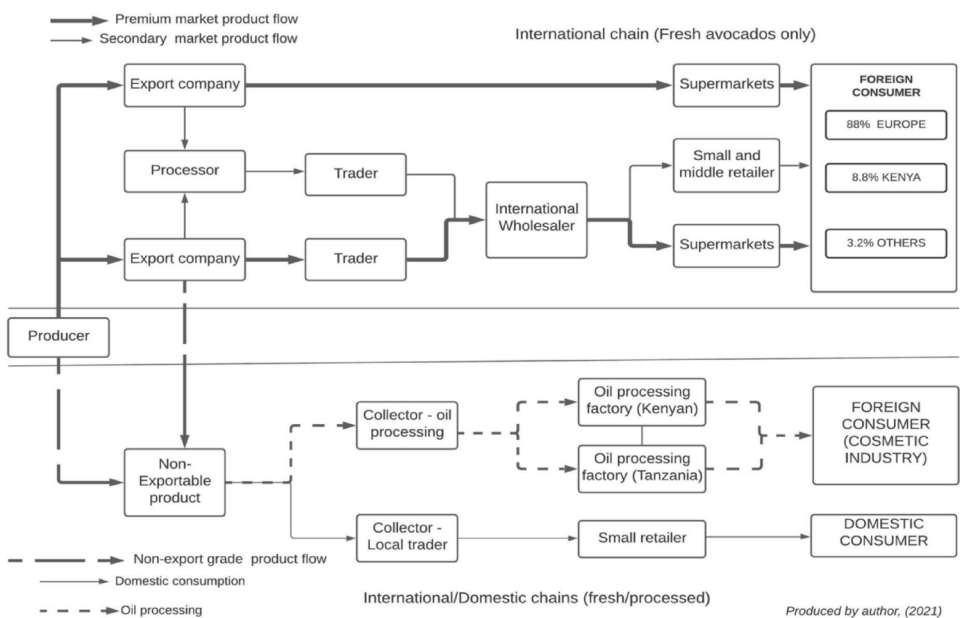 Premium market product flow
Secondary market product flow
International chain (Fresh avocados only)
Export company
Supermarkets
FOREIGN
CONSUMER
88% EUROPE
Processor
Trader
Small and
middle retailer
8.8% KENYA
International
Wholesaler
Export company
Trader
Supermarkets
3.2% OTHERS
Producer
Non-
Exportable
product
Collector - oil
processing
Oil processing
factory (Kenyan)
Oil processing
factory (Tanzania)
FOREIGN
CONSUMER
(COSMETIC
INDUSTRY)
Collector -
Local trader
Small retailer
DOMESTIC
CONSUMER
Non-export grade product flow
Domestic consumption
Oil processing
International/Domestic chains (fresh/processed)
Produced by author, (2021)